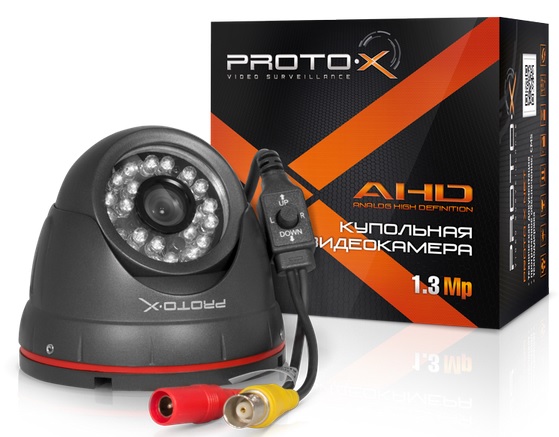 PROTO·X
VIDEO SURVEILLANCE
AHD
ANALOG HIGH DEFINITION
КУПОЛЬНАЯ
ВИДЕОКАМЕРА
1.3 Mp
PROTO·X
UP
R
DOWN
PROTO·X